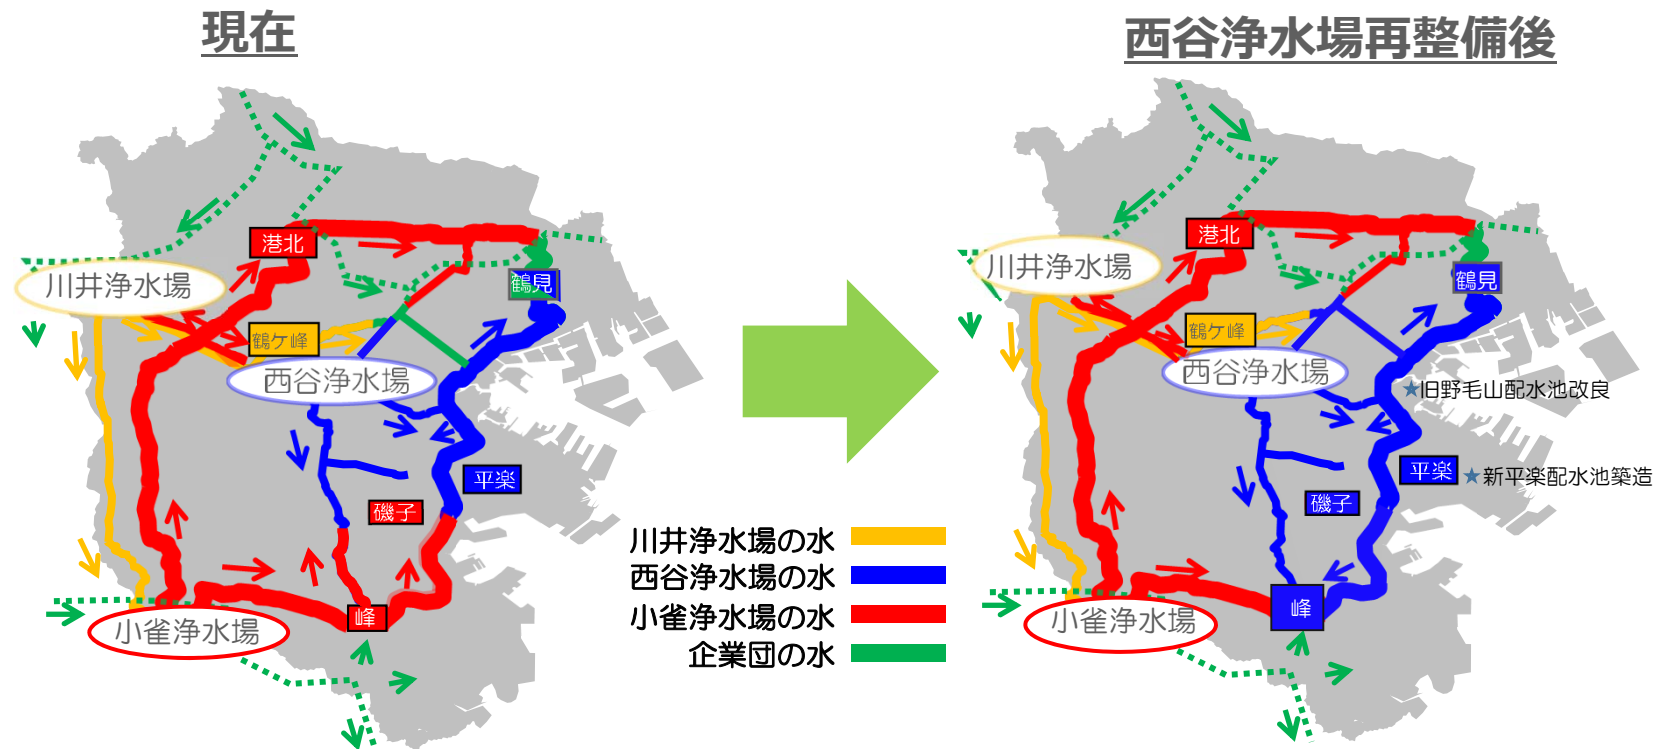 現在
港北
川井浄水場
鶴見
鶴ケ峰
西谷浄水場
平楽
磯子
峰
小雀浄水場
川井浄水場の水
西谷浄水場の水
小雀浄水場の水
企業団の水
西谷浄水場再整備後
港北
川井浄水場
鶴見
鶴ケ峰
西谷浄水場
★旧野毛山配水池改良
平楽
★新平楽配水池築造
磯子
峰
小雀浄水場